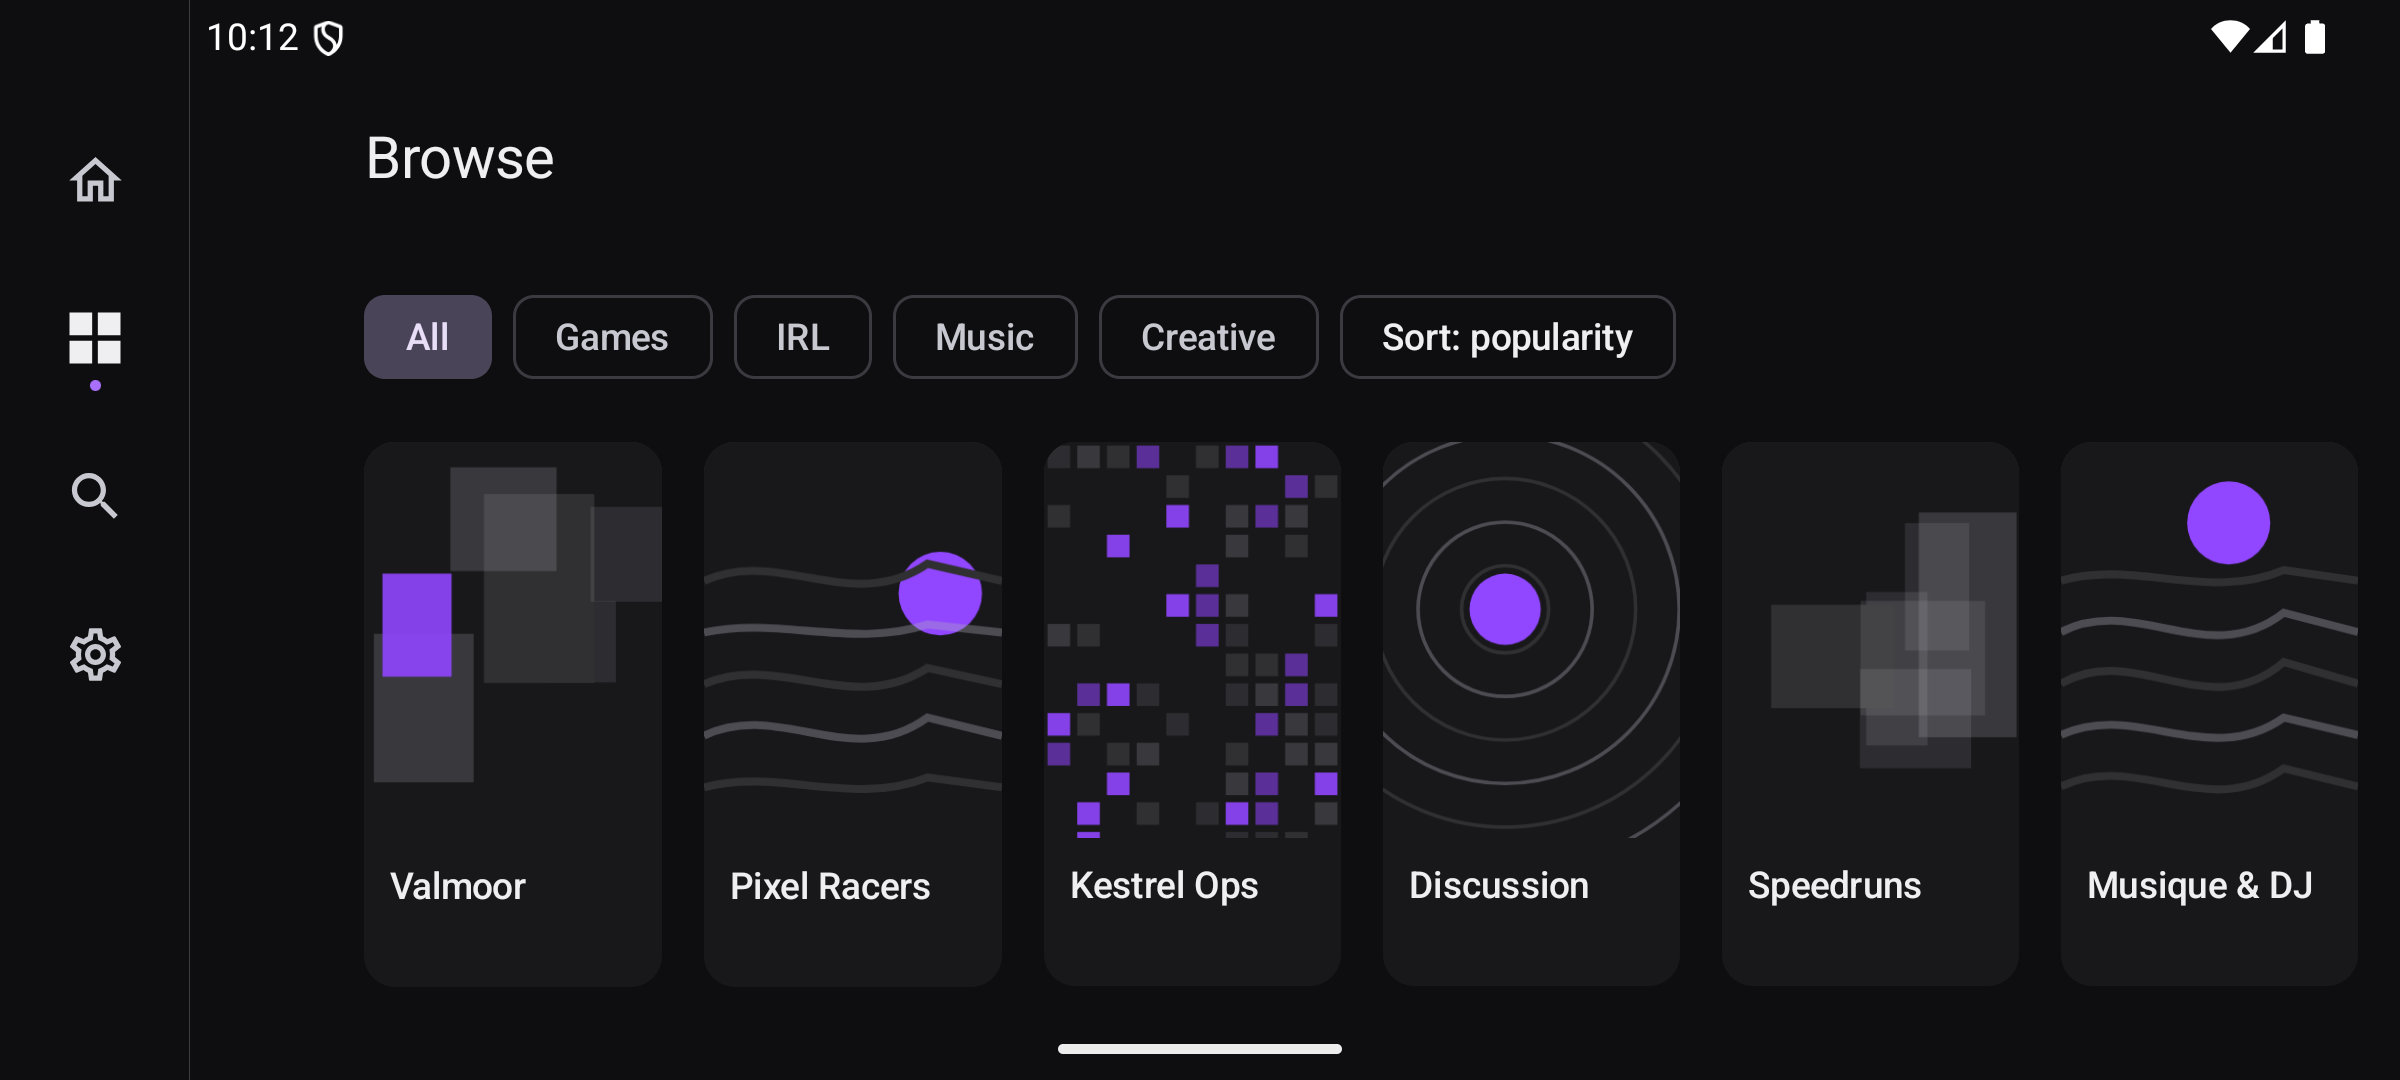 10:12
Browse
All
Games
IRL
Music
Creative
Sort: popularity
Valmoor
Pixel Racers
Kestrel Ops
Discussion
Speedruns
Musique & DJ